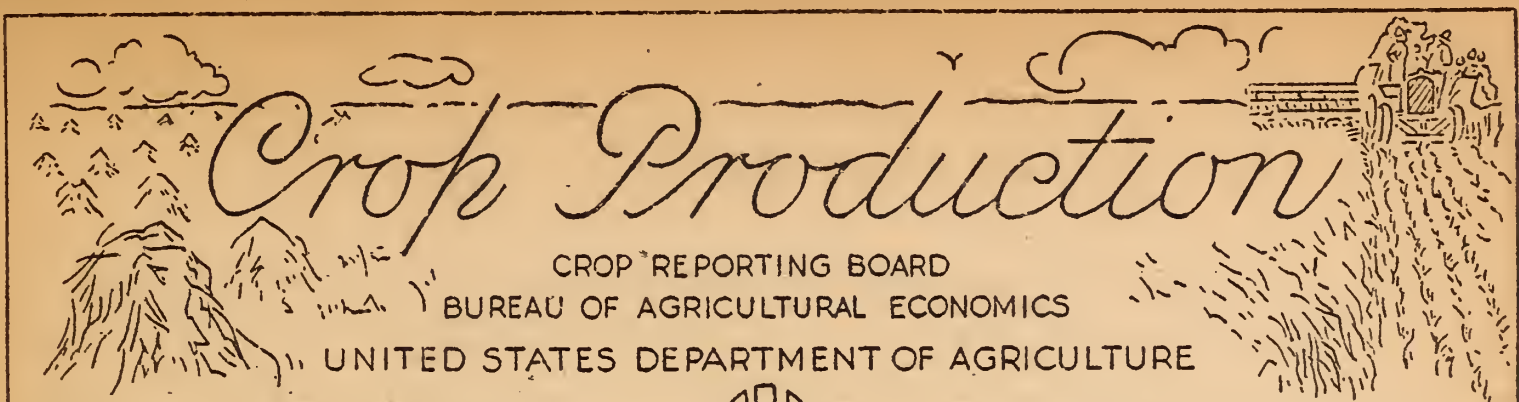 Crop Production
CROP REPORTING BOARD
BUREAU OF AGRICULTURAL ECONOMICS
UNITED STATES DEPARTMENT OF AGRICULTURE